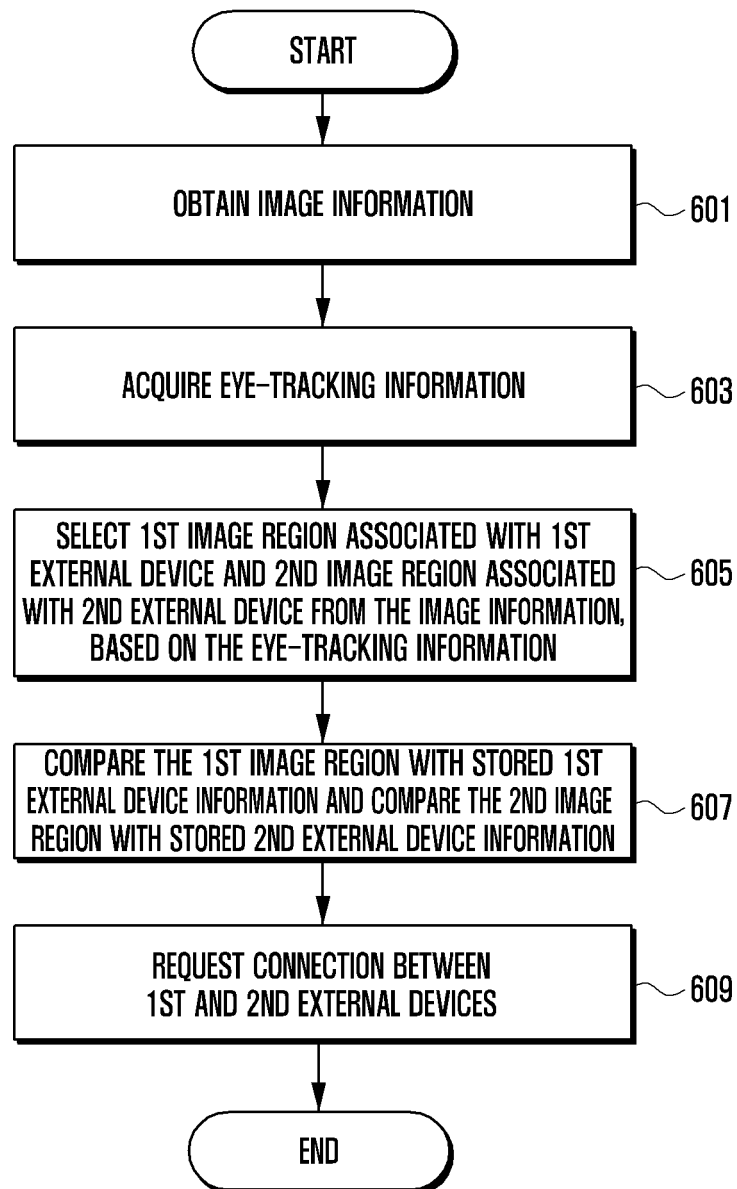 START
OBTAIN IMAGE INFORMATION
601
ACQUIRE EYE-TRACKING INFORMATION
603
SELECT 1ST IMAGE REGION ASSOCIATED WITH 1ST
EXTERNAL DEVICE AND 2ND IMAGE REGION ASSOCIATED
WITH 2ND EXTERNAL DEVICE FROM THE IMAGE INFORMATION,
BASED ON THE EYE-TRACKING INFORMATION
605
COMPARE THE 1ST IMAGE REGION WITH STORED 1ST
EXTERNAL DEVICE INFORMATION AND COMPARE THE 2ND IMAGE
REGION WITH STORED 2ND EXTERNAL DEVICE INFORMATION
607
REQUEST CONNECTION BETWEEN
1ST AND 2ND EXTERNAL DEVICES
609
END